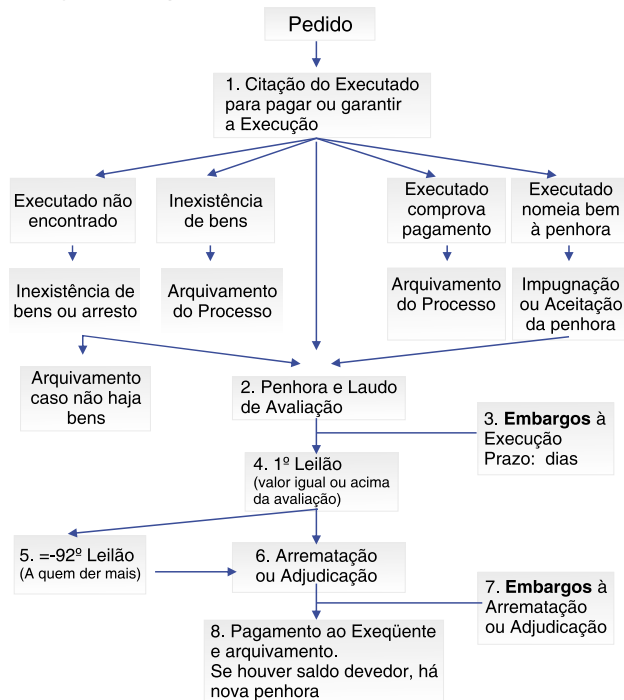 Pedido
1. Citação do Executado
para pagar ou garantir
a Execução
Executado não
encontrado
Inexistência
de bens
Executado
comprova
pagamento
Executado
nomeia bem
à penhora
Inexistência de
bens ou arresto
Arquivamento
do Processo
Arquivamento
do Processo
Impugnação
ou Aceitação
da penhora
Arquivamento
caso não haja
bens
2. Penhora e Laudo
de Avaliação
3. Embargos à
Execução
Prazo: dias
4. 1º Leilão
(valor igual ou acima
da avaliação)
5. =-92º Leilão
(A quem der mais)
6. Arrematação
ou Adjudicação
7. Embargos à
Arrematação
ou Adjudicação
8. Pagamento ao Exeqüente
e arquivamento.
Se houver saldo devedor, há
nova penhora